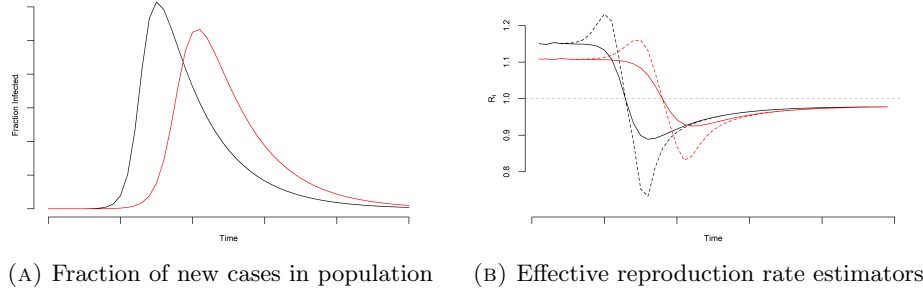 Fraction Infected
Time
(A) Fraction of new cases in population
1.2
1.1
1.0
0.9
0.8
Rt
Time
(B) Effective reproduction rate estimators